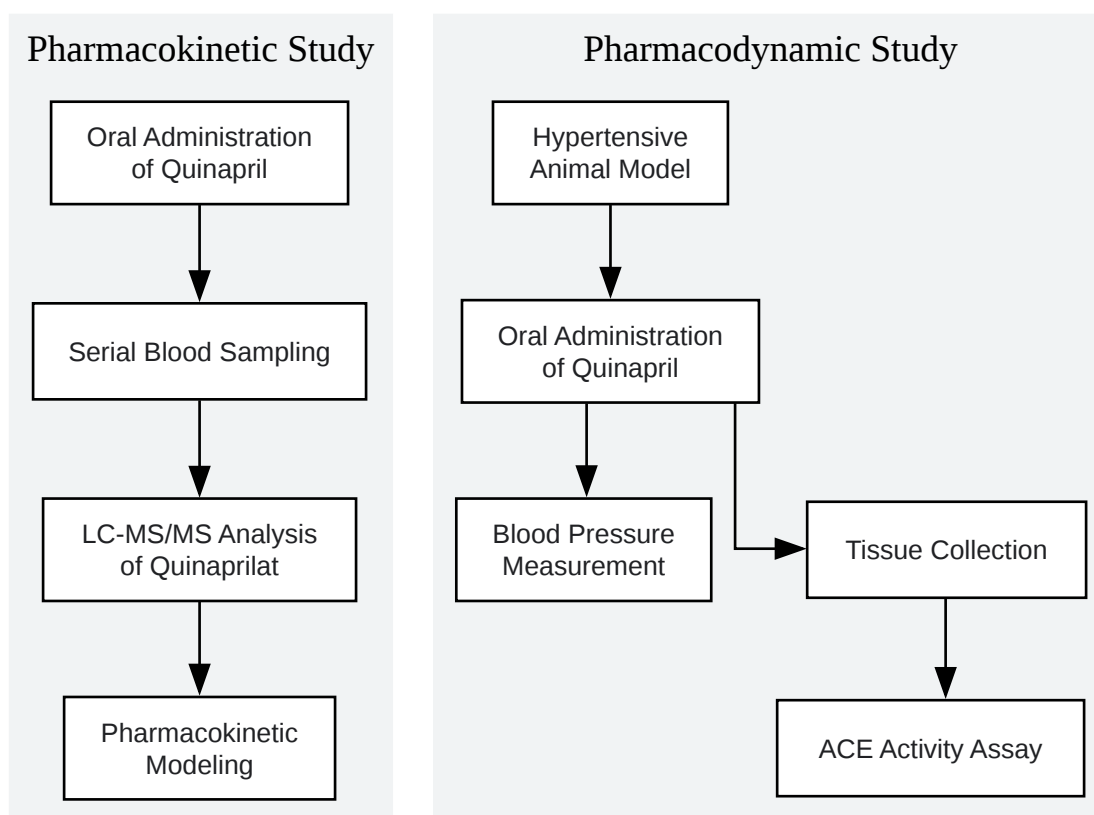 Pharmacokinetic Study
Oral Administration
of Quinapril
Serial Blood Sampling
LC-MS/MS Analysis
of Quinaprilat
Pharmacokinetic
Modeling
Pharmacodynamic Study
Hypertensive
Animal Model
Oral Administration
of Quinapril
Blood Pressure
Measurement
Tissue Collection
ACE Activity Assay